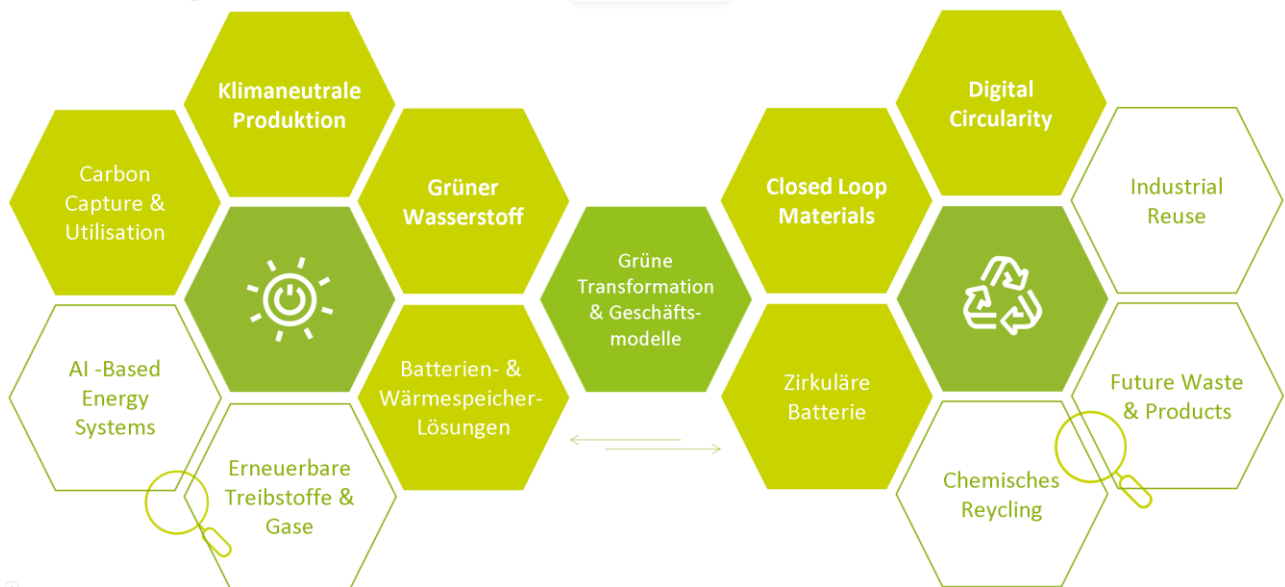 Klimaneutrale
Produktion
Carbon
Capture &
Utilisation
Grüner
Wasserstoff
AI -Based
Energy
Systems
Batterien- &
Wärmespeicher-
Lösungen
Erneuerbare
Treibstoffe &
Gase
Grüne
Transformation
& Geschäfts-
modelle
Digital
Circularity
Closed Loop
Materials
Industrial
Reuse
Zirkuläre
Batterie
Future Waste
& Products
Chemisches
Reycling